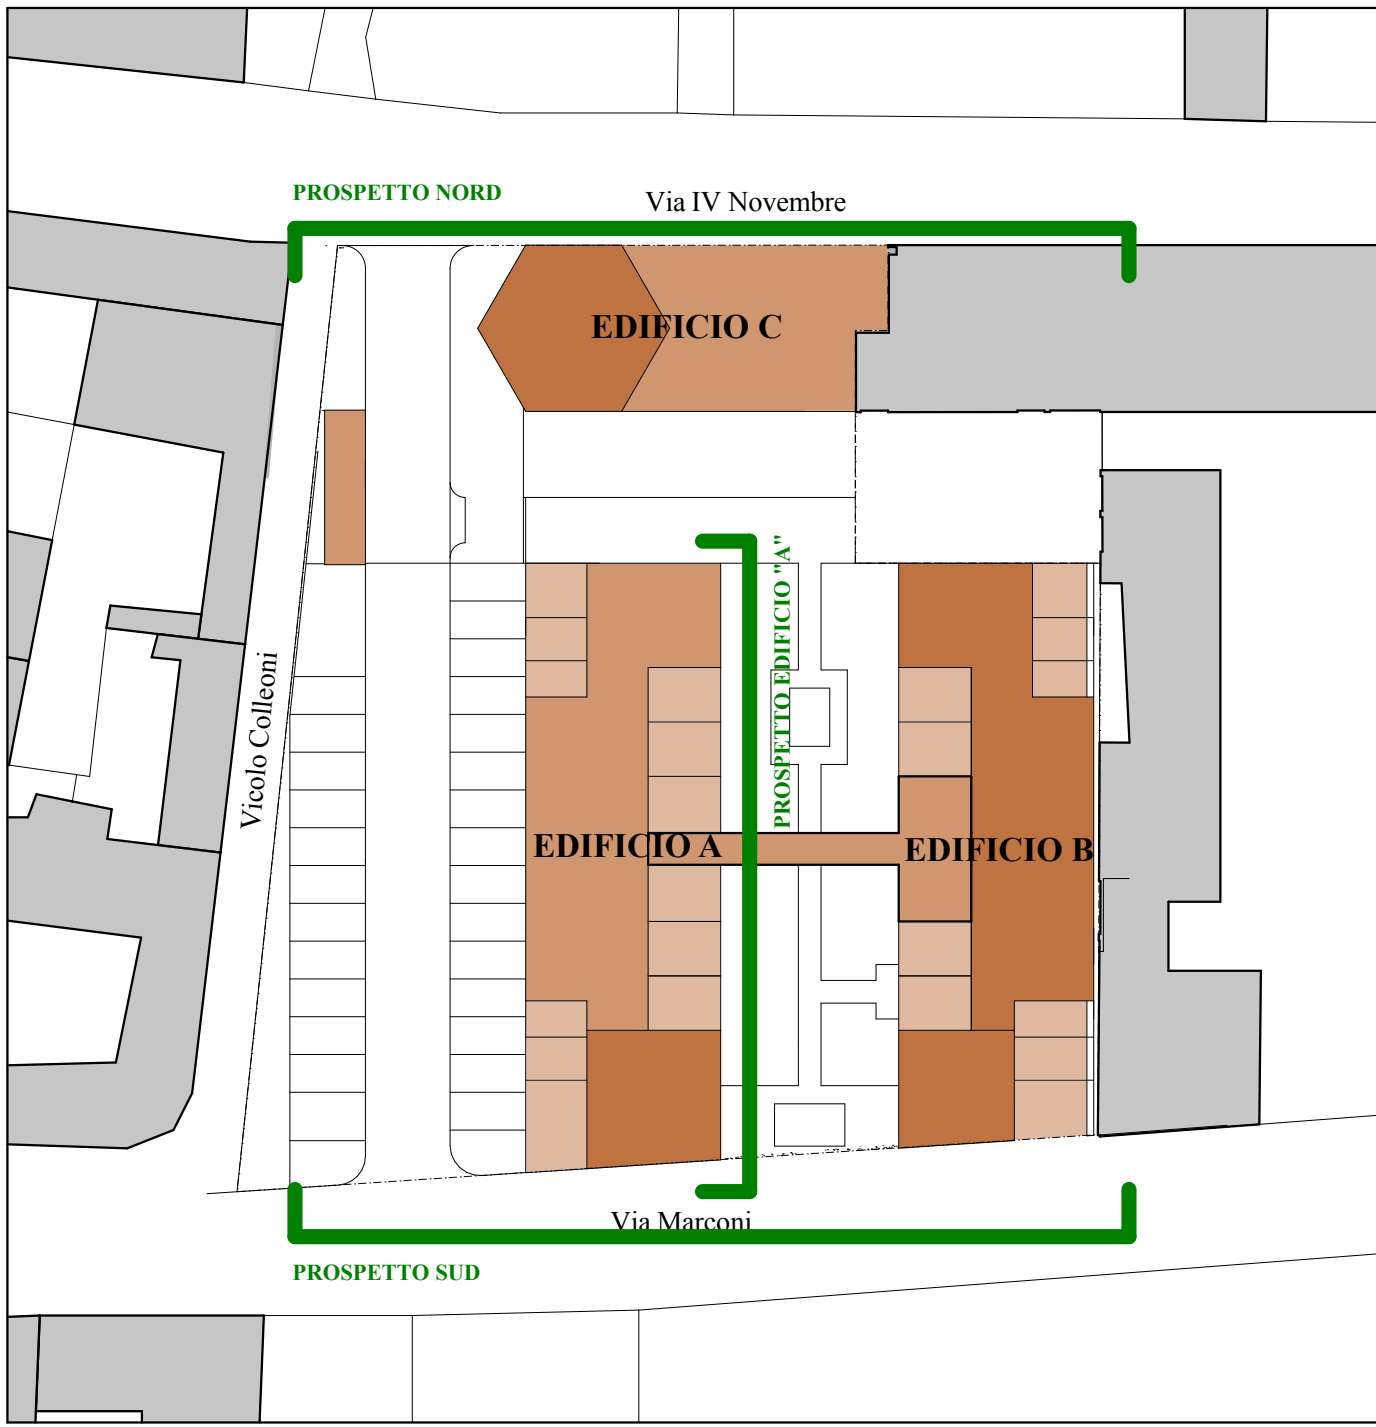 PROSPETTO NORD
Via IV Novembre
EDIFICIO C
PROSPETTO EDIFICIO "A"
Vicolo Colleoni
EDIFICIO A
EDIFICIO B
Via Marconi
PROSPETTO SUD